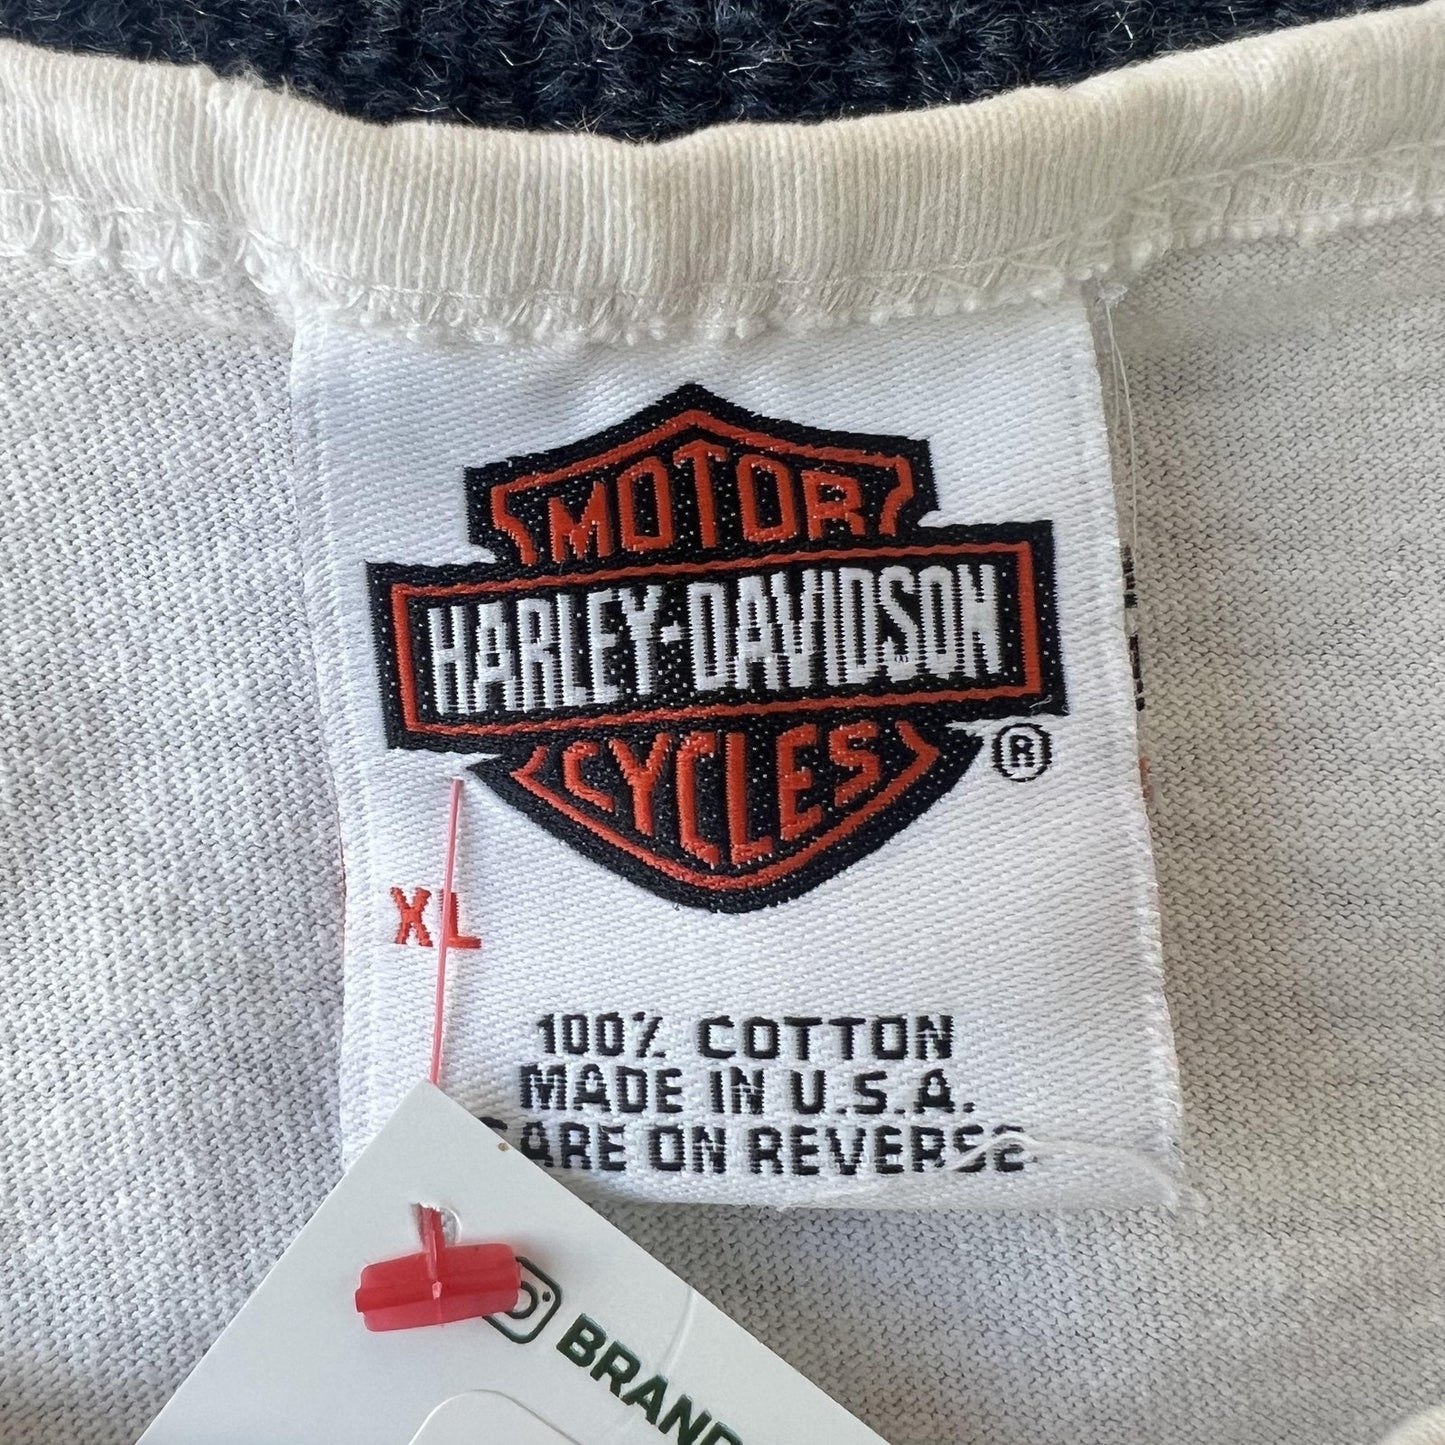 MOTOR
HARLEY-DAVIDSON
CYCLES
®
XL
100% COTTON
MADE IN U.S.A.
CARE ON REVERSE
BRAND